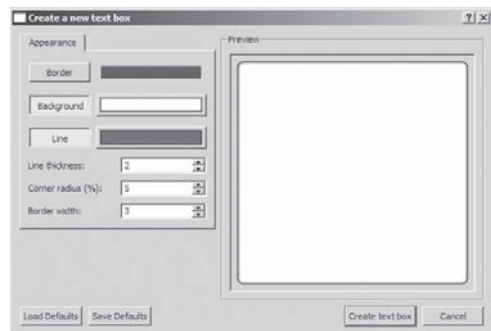 Create a new text box
Appearance
Border
Background
Line
Line thickness: 2
Corner radius (%): 5
Border width: 3
Preview
Load Defaults Save Defaults Create text box Cancel